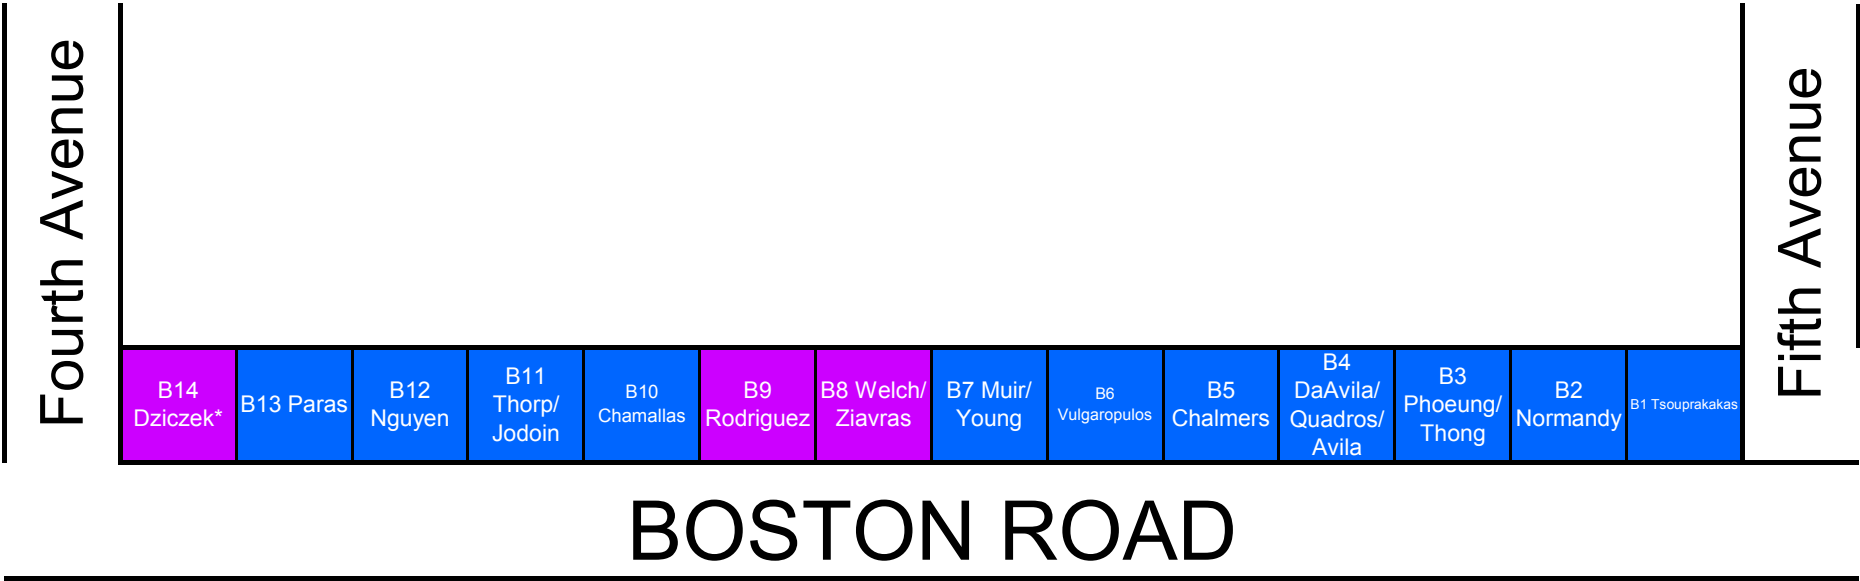 Fourth Avenue
B14
Dziczek*
B13 Paras
B12
Nguyen
B11
Thorp/
Jodoin
B10
Chamallas
B9
Rodriguez
B8 Welch/
Ziavras
B7 Muir/
Young
B6
Vulgaropulos
B5
Chalmers
B4
DaAvila/
Quadros/
Avila
B3
Phoeung/
Thong
B2
Normandy
B1 Tsouprakakas
Fifth Avenue
BOSTON ROAD